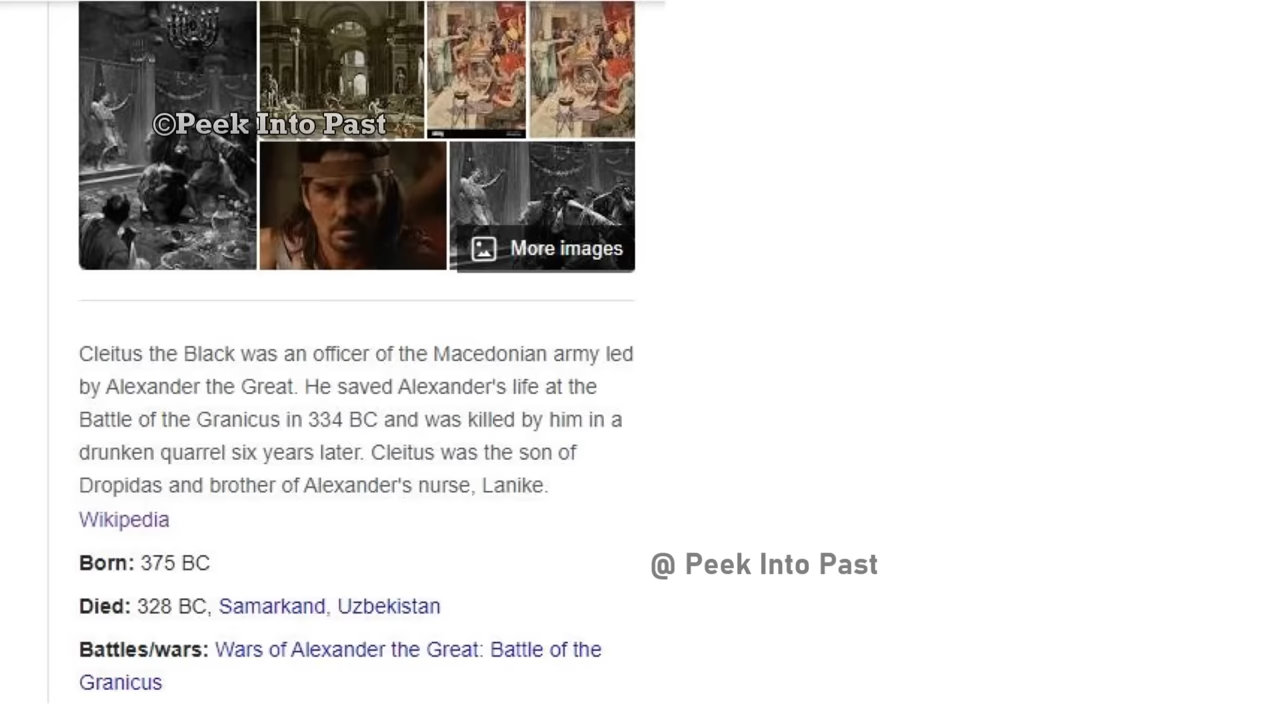 ©Peek Into Past
More images
Cleitus the Black was an officer of the Macedonian army led
by Alexander the Great. He saved Alexander's life at the
Battle of the Granicus in 334 BC and was killed by him in a
drunken quarrel six years later. Cleitus was the son of
Dropidas and brother of Alexander's nurse, Lanike.
Wikipedia
Born: 375 BC
@ Peek Into Past
Died: 328 BC, Samarkand, Uzbekistan
Battles/wars: Wars of Alexander the Great: Battle of the
Granicus